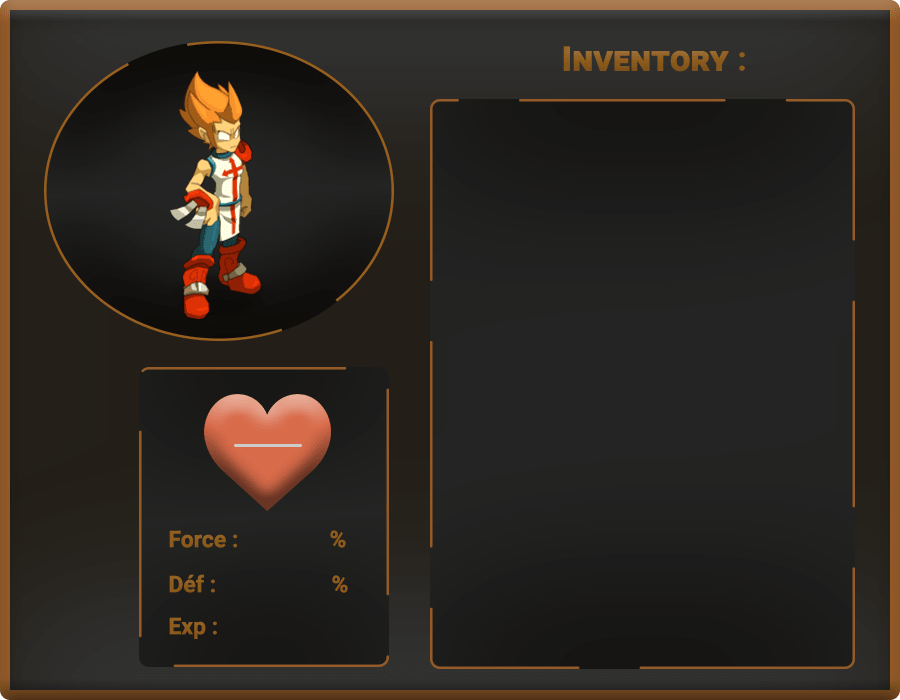 INVENTORY :
Force : %
Déf : %
Exp :